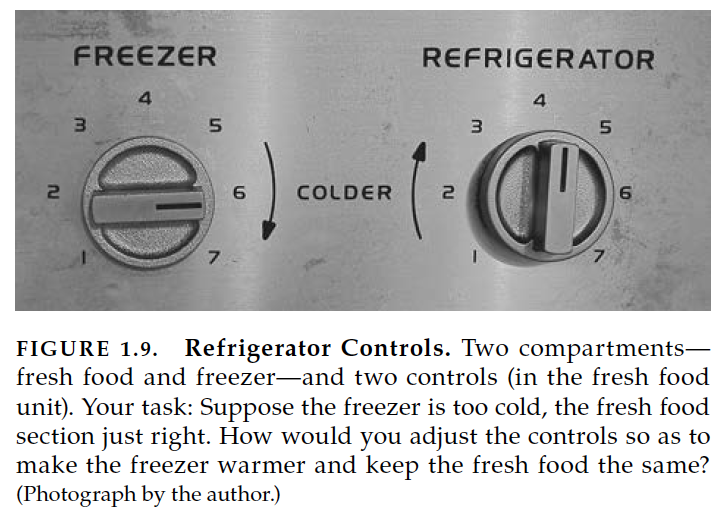 FREEZER
REFRIGERATOR
4
4
3
5
3
5
2
6
COLDER
2
6
1
7
1
7
FIGURE 1.9. Refrigerator Controls. Two compartments—
fresh food and freezer—and two controls (in the fresh food
unit). Your task: Suppose the freezer is too cold, the fresh food
section just right. How would you adjust the controls so as to
make the freezer warmer and keep the fresh food the same?
(Photograph by the author.)